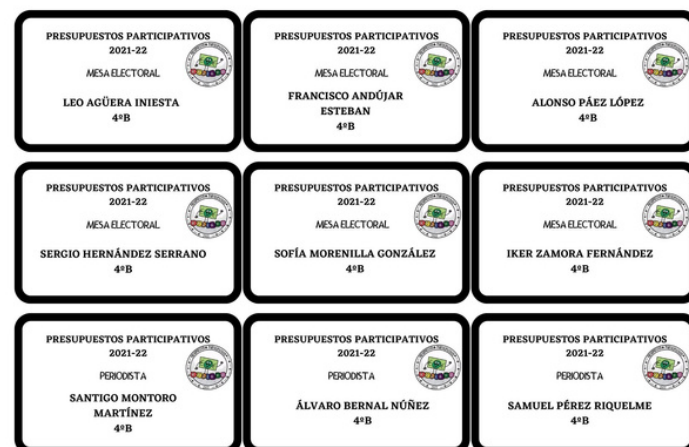 PRESUPUESTOS PARTICIPATIVOS
2021-22
MESA ELECTORAL
LEO AGÜERA INIESTA
4ºB
PRESUPUESTOS PARTICIPATIVOS
2021-22
MESA ELECTORAL
FRANCISCO ANDÚJAR
ESTEBAN
4ºB
PRESUPUESTOS PARTICIPATIVOS
2021-22
MESA ELECTORAL
ALONSO PÁEZ LÓPEZ
4ºB
PRESUPUESTOS PARTICIPATIVOS
2021-22
MESA ELECTORAL
SERGIO HERNÁNDEZ SERRANO
4ºB
PRESUPUESTOS PARTICIPATIVOS
2021-22
MESA ELECTORAL
SOFÍA MORENILLA GONZÁLEZ
4ºB
PRESUPUESTOS PARTICIPATIVOS
2021-22
MESA ELECTORAL
IKER ZAMORA FERNÁNDEZ
4ºB
PRESUPUESTOS PARTICIPATIVOS
2021-22
PERIODISTA
SANTIGO MONTORO
MARTÍNEZ
4ºB
PRESUPUESTOS PARTICIPATIVOS
2021-22
PERIODISTA
ÁLVARO BERNAL NÚÑEZ
4ºB
PRESUPUESTOS PARTICIPATIVOS
2021-22
PERIODISTA
SAMUEL PÉREZ RIQUELME
4ºB